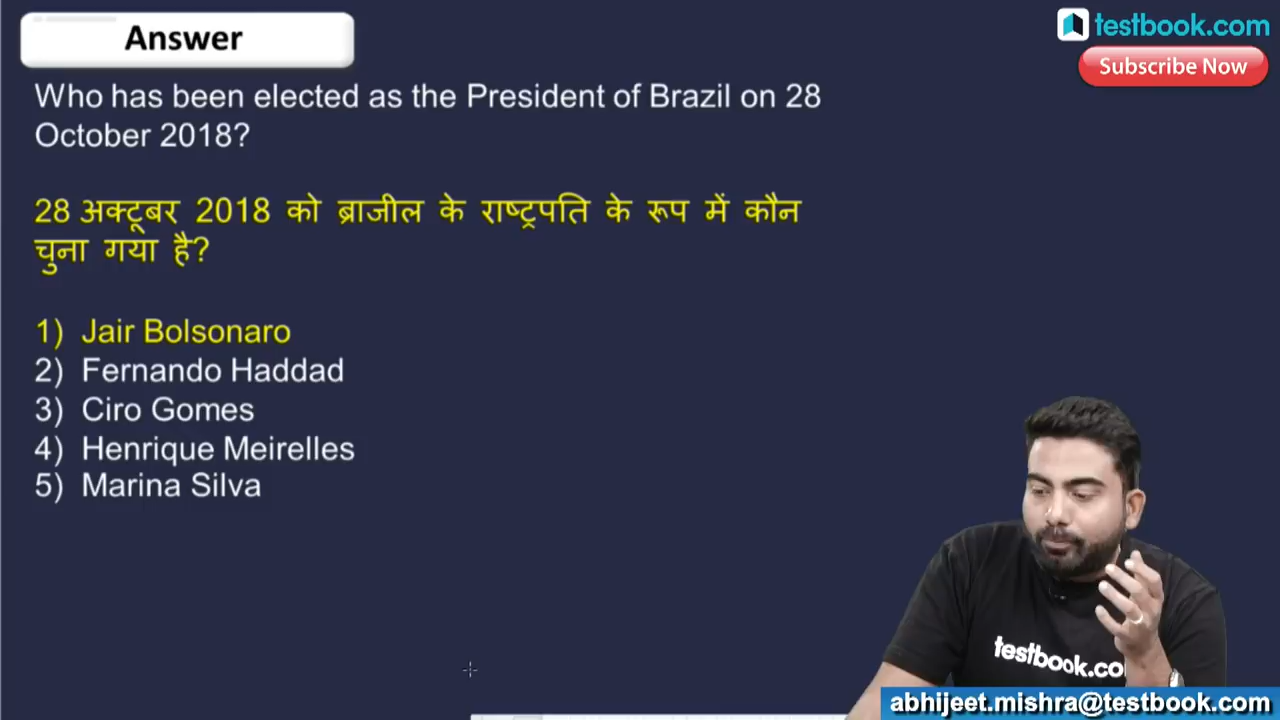 Answer
testbook.com
Subscribe Now
Who has been elected as the President of Brazil on 28
October 2018?
28 अक्टूबर 2018 को ब्राजील के राष्ट्रपति के रूप में कौन
चुना गया है?
1) Jair Bolsonaro
2) Fernando Haddad
3) Ciro Gomes
4) Henrique Meirelles
5) Marina Silva
testbook.co
abhijeet.mishra@testbook.com